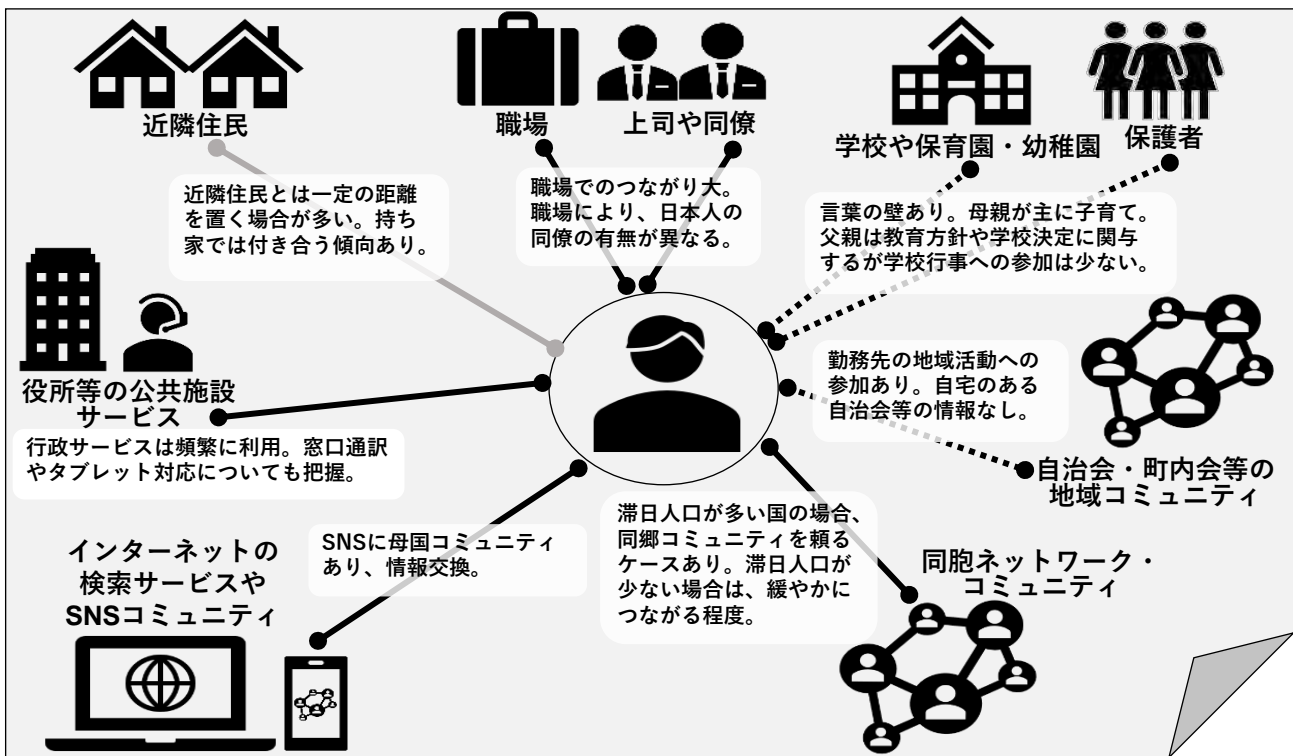 近隣住民
職場
上司や同僚
学校や保育園・幼稚園
保護者
近隣住民とは一定の距離
を置く場合が多い。持ち
家では付き合う傾向あり。
職場でのつながり大。
職場により、日本人の
同僚の有無が異なる。
言葉の壁あり。母親が主に子育て。
父親は教育方針や学校決定に関与
するが学校行事への参加は少ない。
役所等の公共施設
サービス
行政サービスは頻繁に利用。窓口通訳
やタブレット対応についても把握。
勤務先の地域活動への
参加あり。自宅のある
自治会等の情報なし。
自治会・町内会等の
地域コミュニティ
インターネットの
検索サービスや
SNSコミュニティ
SNSに母国コミュニティ
あり、情報交換。
滞日人口が多い国の場合、
同郷コミュニティを頼る
ケースあり。滞日人口が
少ない場合は、緩やかに
つながる程度。
同胞ネットワーク・
コミュニティ